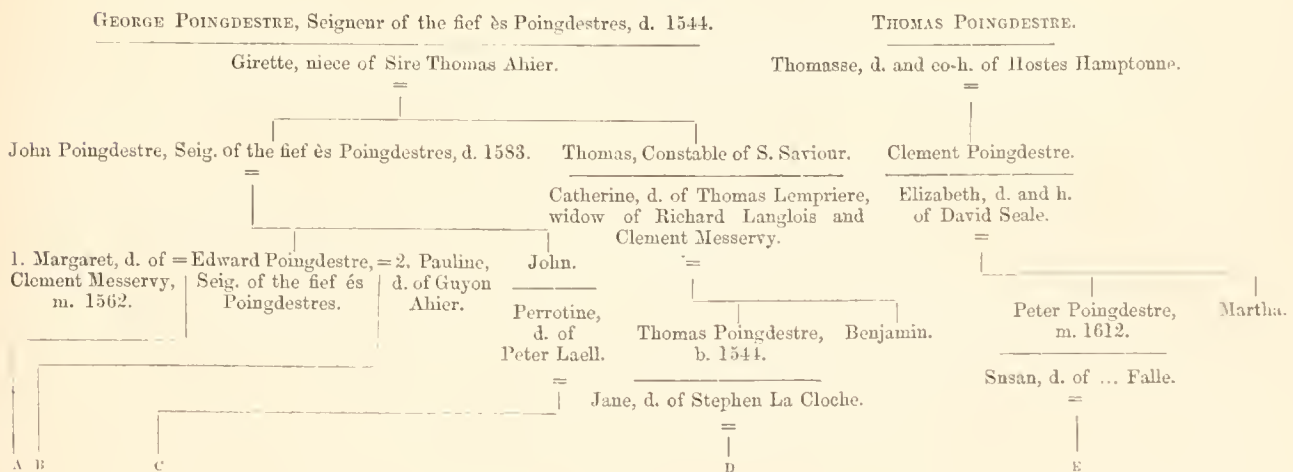 GEORGE POINGDESTRE, Seigneur of the fief ès Poingdestres, d. 1544.
Girette, niece of Sire Thomas Ahier.
=
THOMAS POINGDESTRE.
Thomasse, d. and co-h. of Hostes Hamptonne.
=
John Poingdestre, Seig. of the fief ès Poingdestres, d. 1583.
=
Thomas, Constable of S. Saviour.
Catherine, d. of Thomas Lempriere,
widow of Richard Langlois and
Clement Messervy.
=
Clement Poingdestre.
Elizabeth, d. and h.
of David Seale.
=
1. Margaret, d. of
Clement Messervy,
m. 1562.
=
Edward Poingdestre,
Seig. of the fief és
Poingdestres.
=
2. Pauline,
d. of Guyon
Ahier.
John.
Perrotine,
d. of
Peter Laell.
=
Thomas Poingdestre,
b. 1544.
Jane, d. of Stephen La Cloche.
=
Benjamin.
Peter Poingdestre,
m. 1612.
Susan, d. of ... Falle.
=
Martha.
A B C D E